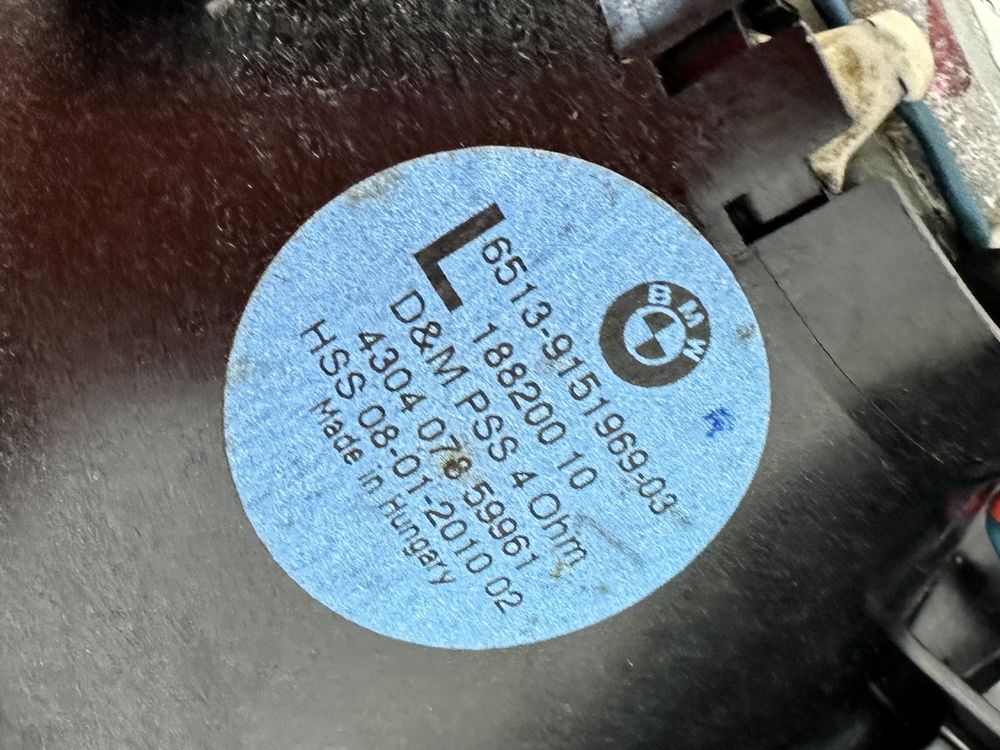 BMW
6513-9151969-03
L
188200 10
D&M PSS 4 Ohm
4304 078 59961
HSS 08-01-2010 02
Made in Hungary